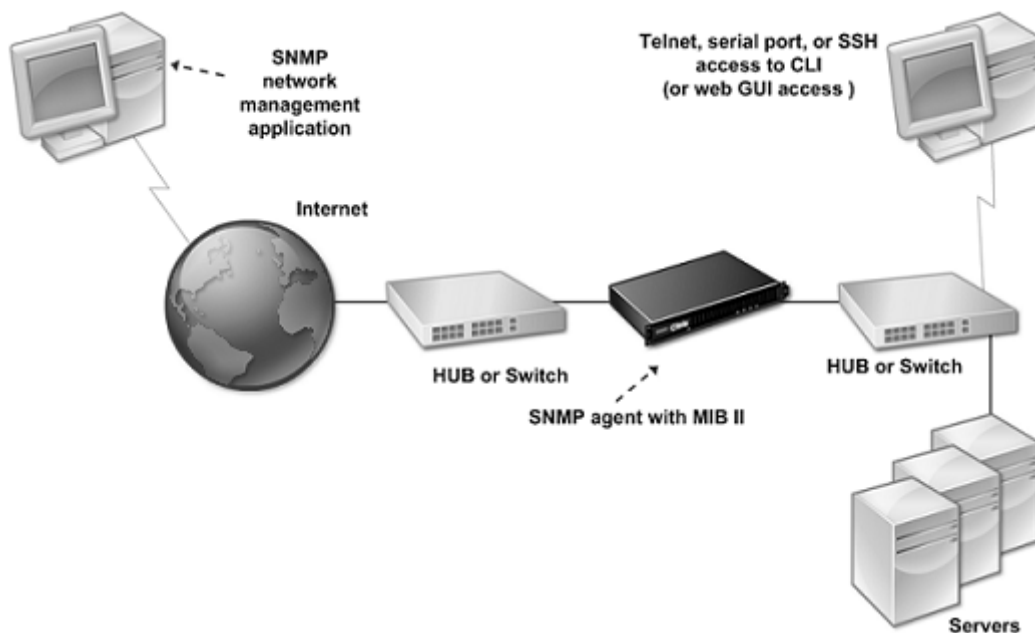 SNMP
network
management
application
Telnet, serial port, or SSH
access to CLI
(or web GUI access )
Internet
HUB or Switch
SNMP agent with MIB II
HUB or Switch
Servers